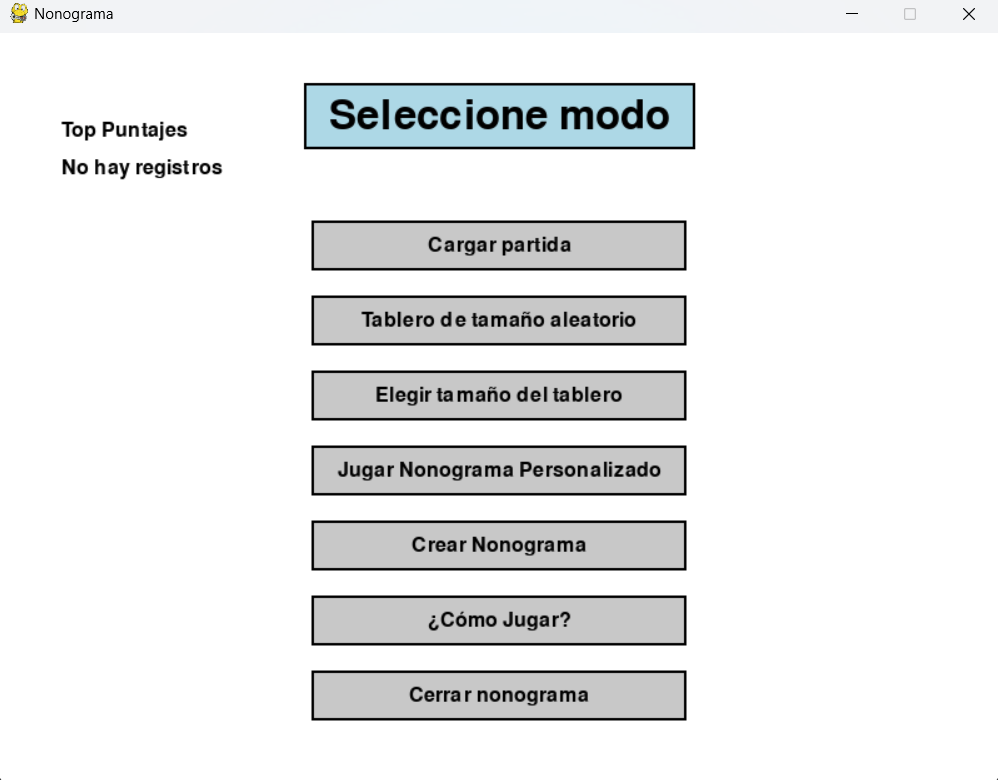 Nonograma
Seleccione modo
Top Puntajes
No hay registros
Cargar partida
Tablero de tamaño aleatorio
Elegir tamaño del tablero
Jugar Nonograma Personalizado
Crear Nonograma
¿Cómo Jugar?
Cerrar nonograma